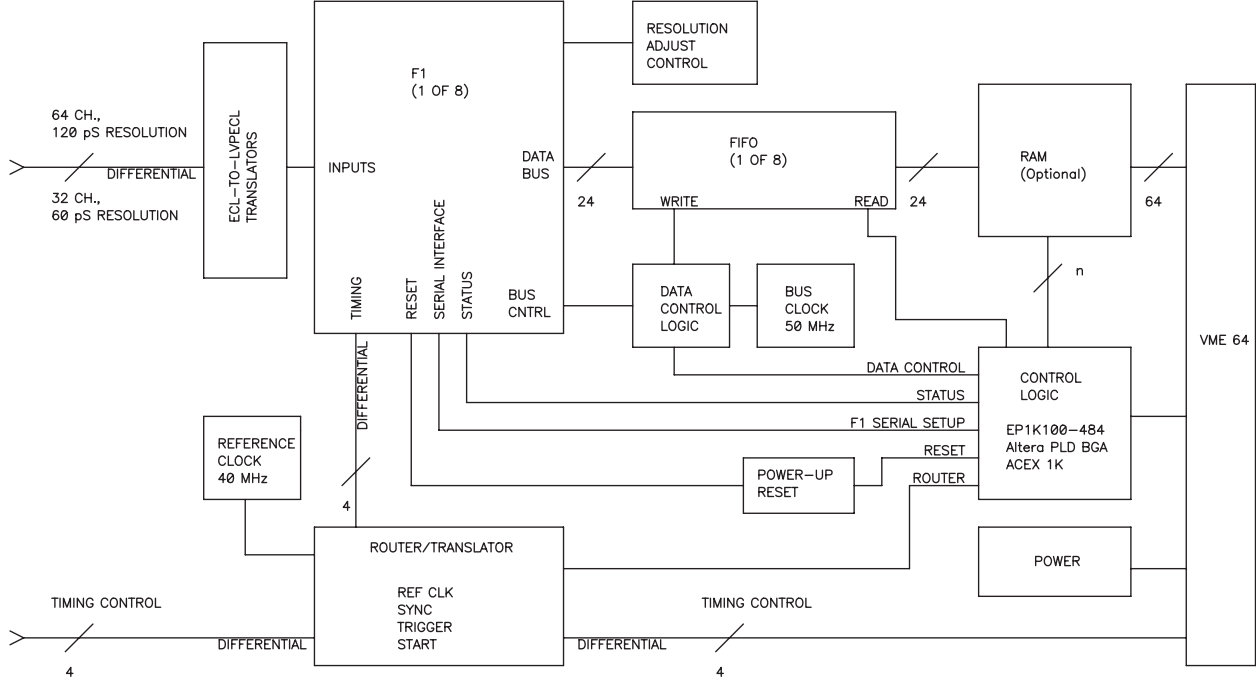 64 CH.,
120 pS RESOLUTION
DIFFERENTIAL
32 CH.,
60 pS RESOLUTION
ECL-TO-LVPECL
TRANSLATORS
F1
(1 OF 8)
INPUTS
DATA
BUS
TIMING
RESET
SERIAL INTERFACE
STATUS
BUS
CNTRL
RESOLUTION
ADJUST
CONTROL
24
FIFO
(1 OF 8)
WRITE
READ
24
RAM
(Optional)
64
n
DATA
CONTROL
LOGIC
BUS
CLOCK
50 MHz
VME 64
DIFFERENTIAL
4
DATA CONTROL
STATUS
F1 SERIAL SETUP
RESET
ROUTER
CONTROL
LOGIC
EP1K100-484
Altera PLD BGA
ACEX 1K
REFERENCE
CLOCK
40 MHz
POWER-UP
RESET
POWER
ROUTER/TRANSLATOR
REF CLK
SYNC
TRIGGER
START
TIMING CONTROL
DIFFERENTIAL
4
TIMING CONTROL
DIFFERENTIAL
4